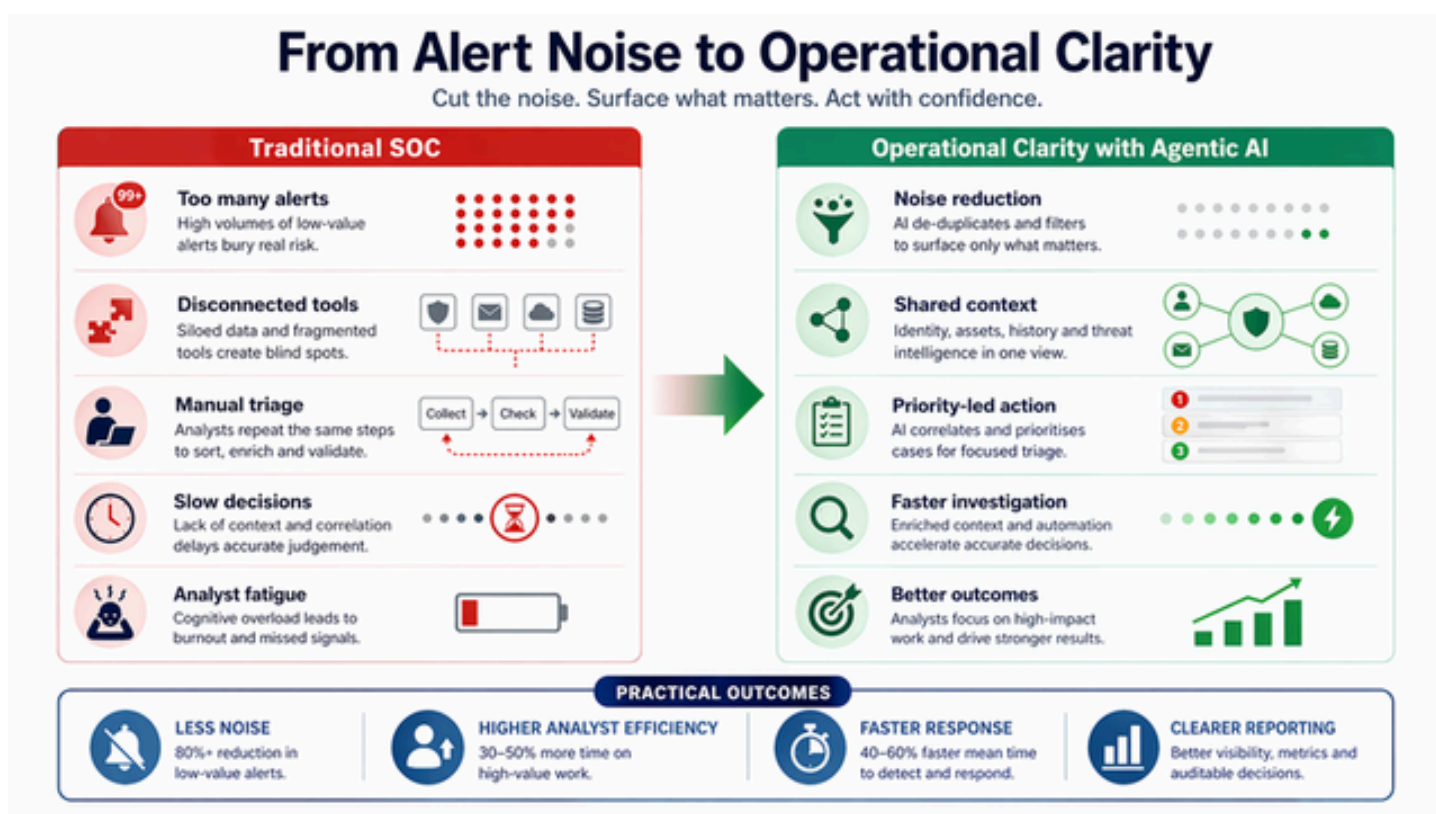 From Alert Noise to Operational Clarity
Cut the noise. Surface what matters. Act with confidence.
Traditional SOC
99+
Too many alerts
High volumes of low-value
alerts bury real risk.
Disconnected tools
Siloed data and fragmented
tools create blind spots.
Manual triage
Analysts repeat the same steps
to sort, enrich and validate.
Collect
Check
Validate
Slow decisions
Lack of context and correlation
delays accurate judgement.
Analyst fatigue
Cognitive overload leads to
burnout and missed signals.
Operational Clarity with Agentic AI
Noise reduction
AI de-duplicates and filters
to surface only what matters.
Shared context
Identity, assets, history and threat
intelligence in one view.
Priority-led action
AI correlates and prioritises
cases for focused triage.
1
2
3
Faster investigation
Enriched context and automation
accelerate accurate decisions.
Better outcomes
Analysts focus on high-impact
work and drive stronger results.
PRACTICAL OUTCOMES
LESS NOISE
80%+ reduction in
low-value alerts.
HIGHER ANALYST EFFICIENCY
30–50% more time on
high-value work.
FASTER RESPONSE
40–60% faster mean time
to detect and respond.
CLEARER REPORTING
Better visibility, metrics and
auditable decisions.